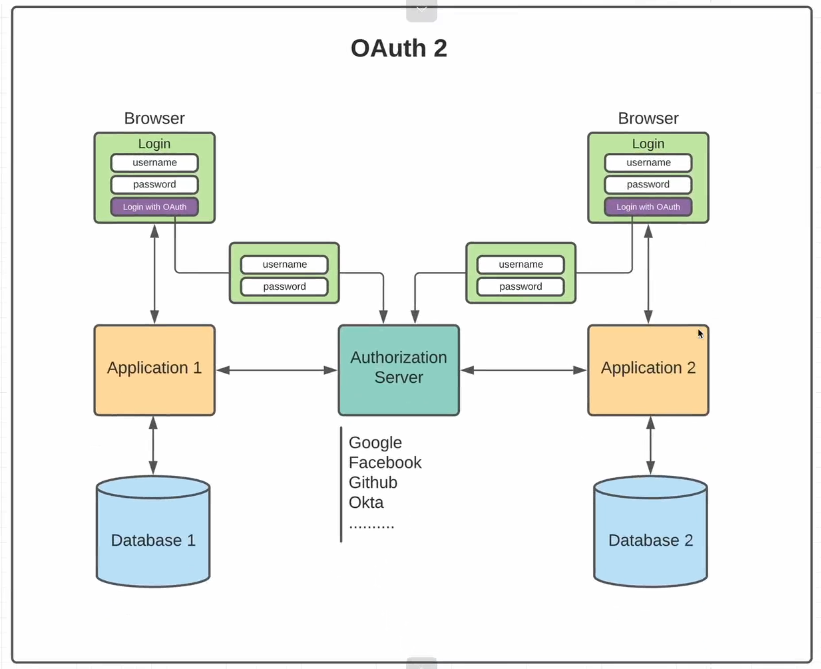 OAuth 2
Browser
Browser
Login
username
password
Login with OAuth
Login
username
password
Login with OAuth
username
password
username
password
Application 1
Authorization
Server
Application 2
Google
Facebook
Github
Okta
..........
Database 1
Database 2